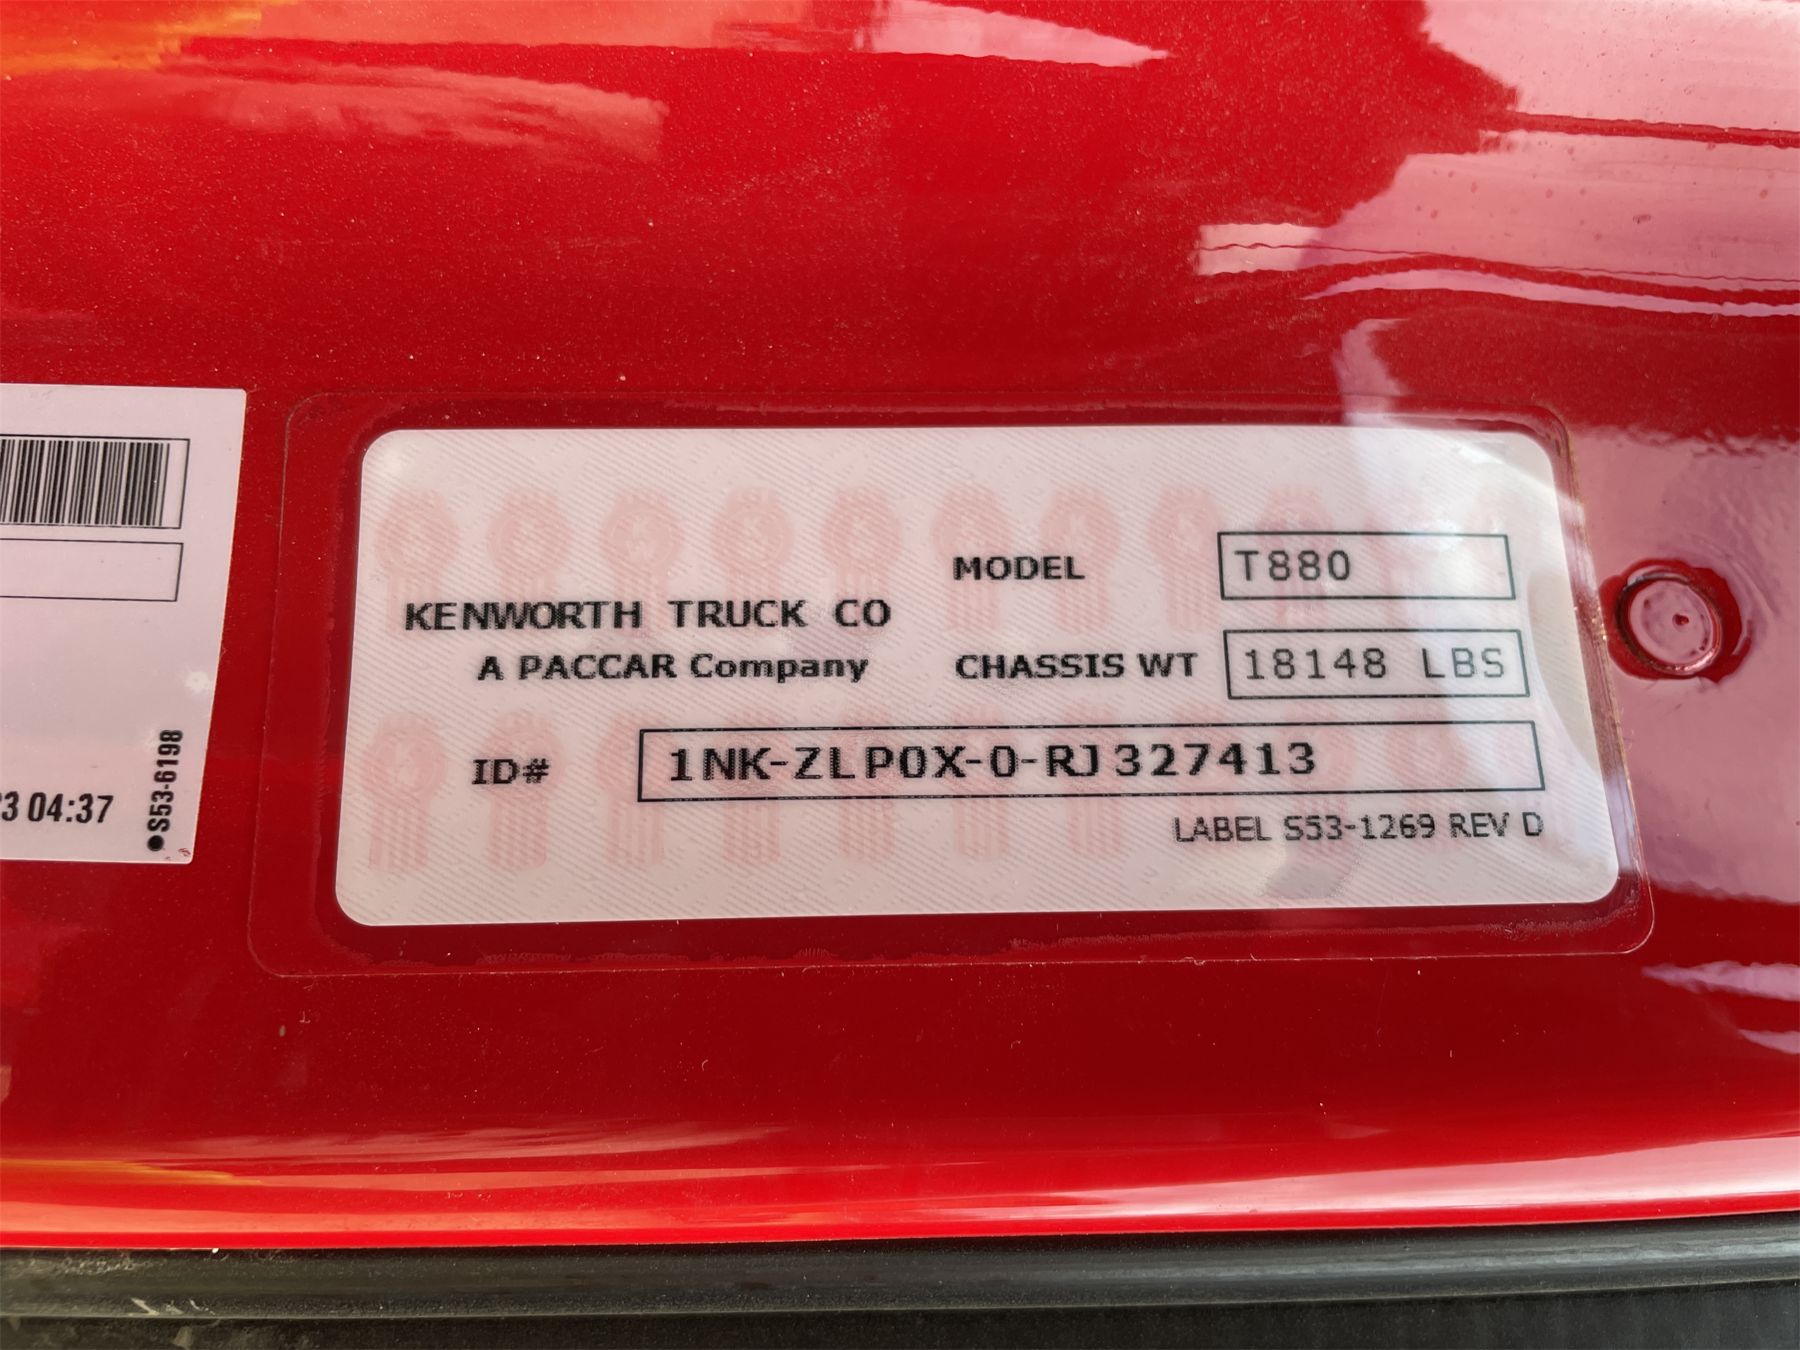 KENWORTH TRUCK CO
A PACCAR Company
MODEL T880
CHASSIS WT 18148 LBS
ID# 1NK-ZLP0X-0-RJ327413
LABEL S53-1269 REV D
3 04:37
●S53-6198